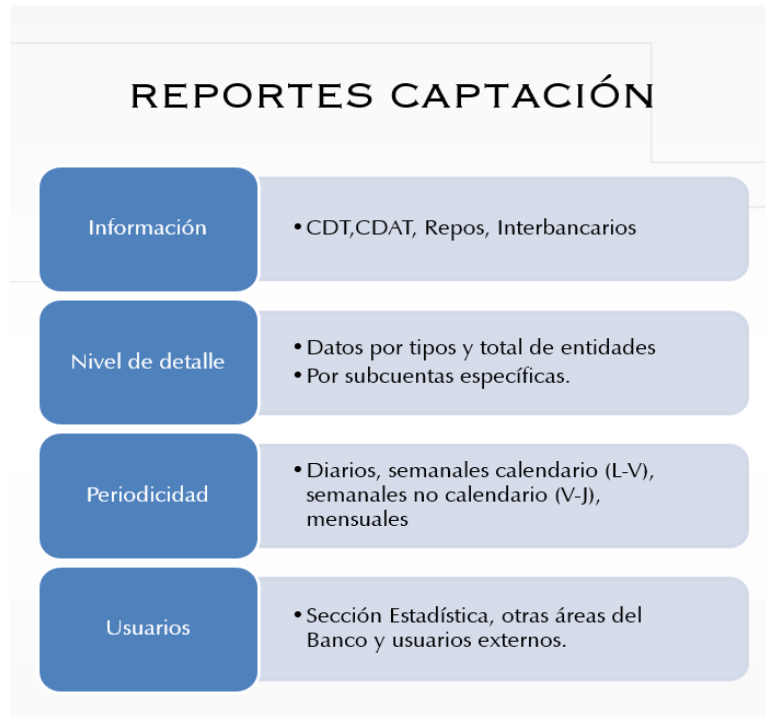 REPORTES CAPTACIÓN
Información
• CDT,CDAT, Repos, Interbancarios
Nivel de detalle
• Datos por tipos y total de entidades
• Por subcuentas específicas.
Periodicidad
• Diarios, semanales calendario (L-V),
semanales no calendario (V-J),
mensuales
Usuarios
• Sección Estadística, otras áreas del
Banco y usuarios externos.